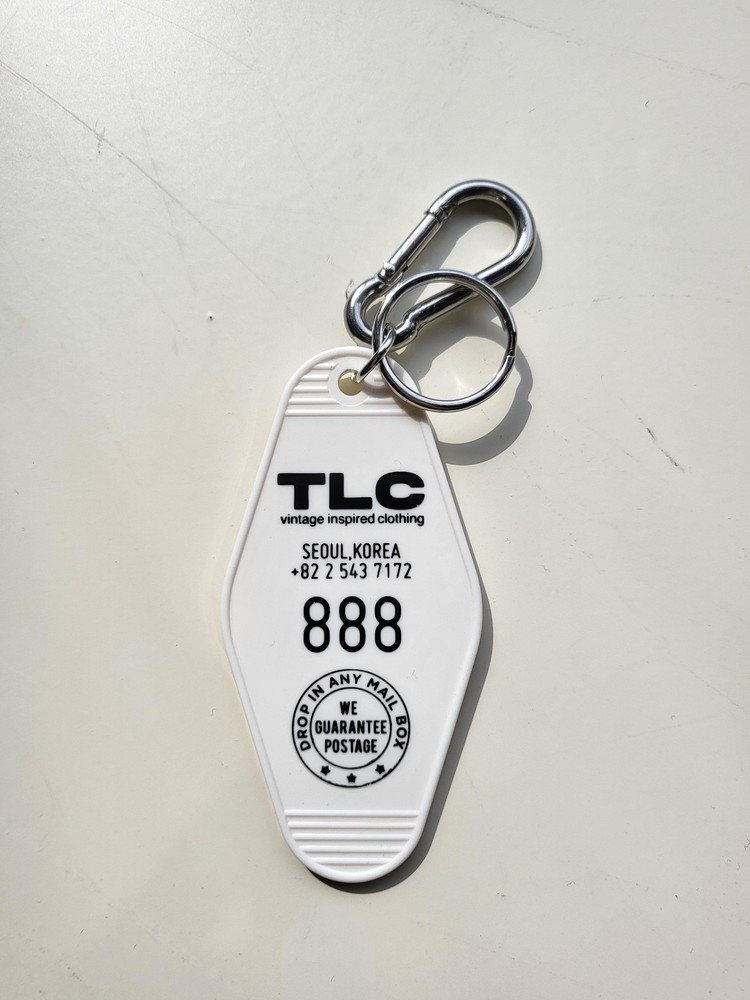 TLC
vintage inspired clothing
SEOUL,KOREA
+82 2 543 7172
888
DROP IN ANY MAIL BOX
WE
GUARANTEE
POSTAGE